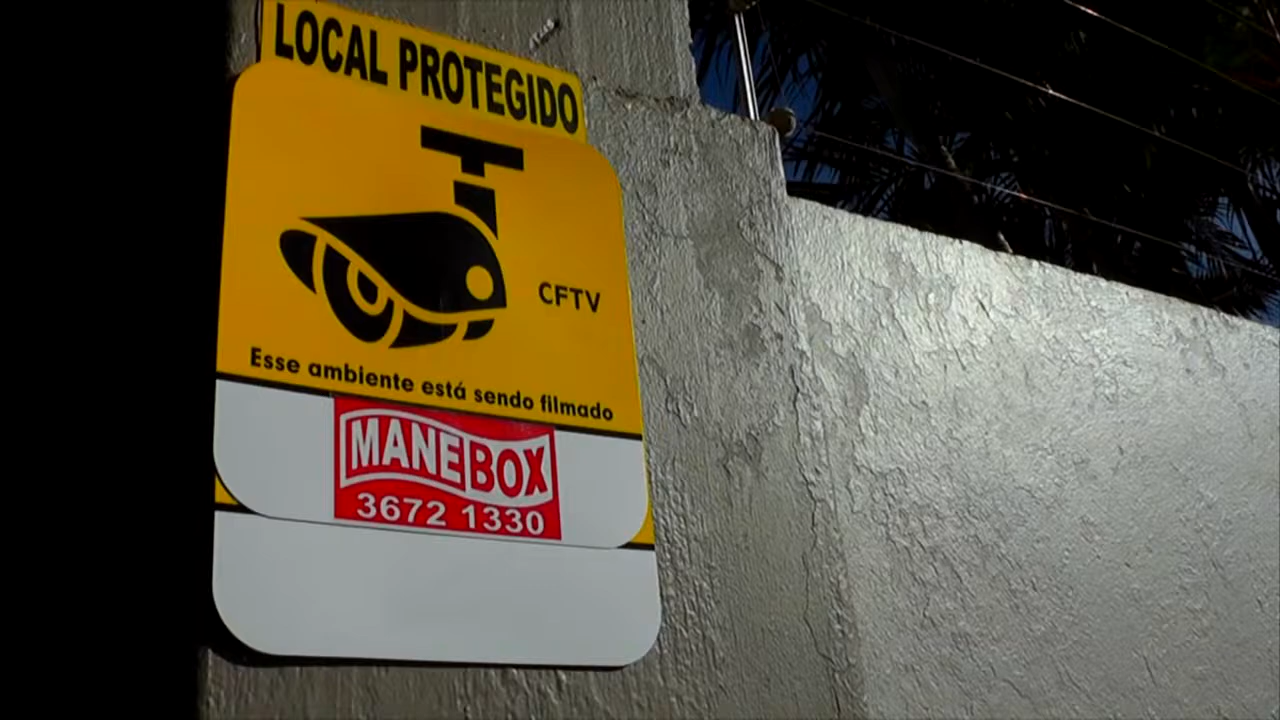 LOCAL PROTEGIDO
CFTV
Esse ambiente está sendo filmado
MANEBOX
3672 1330